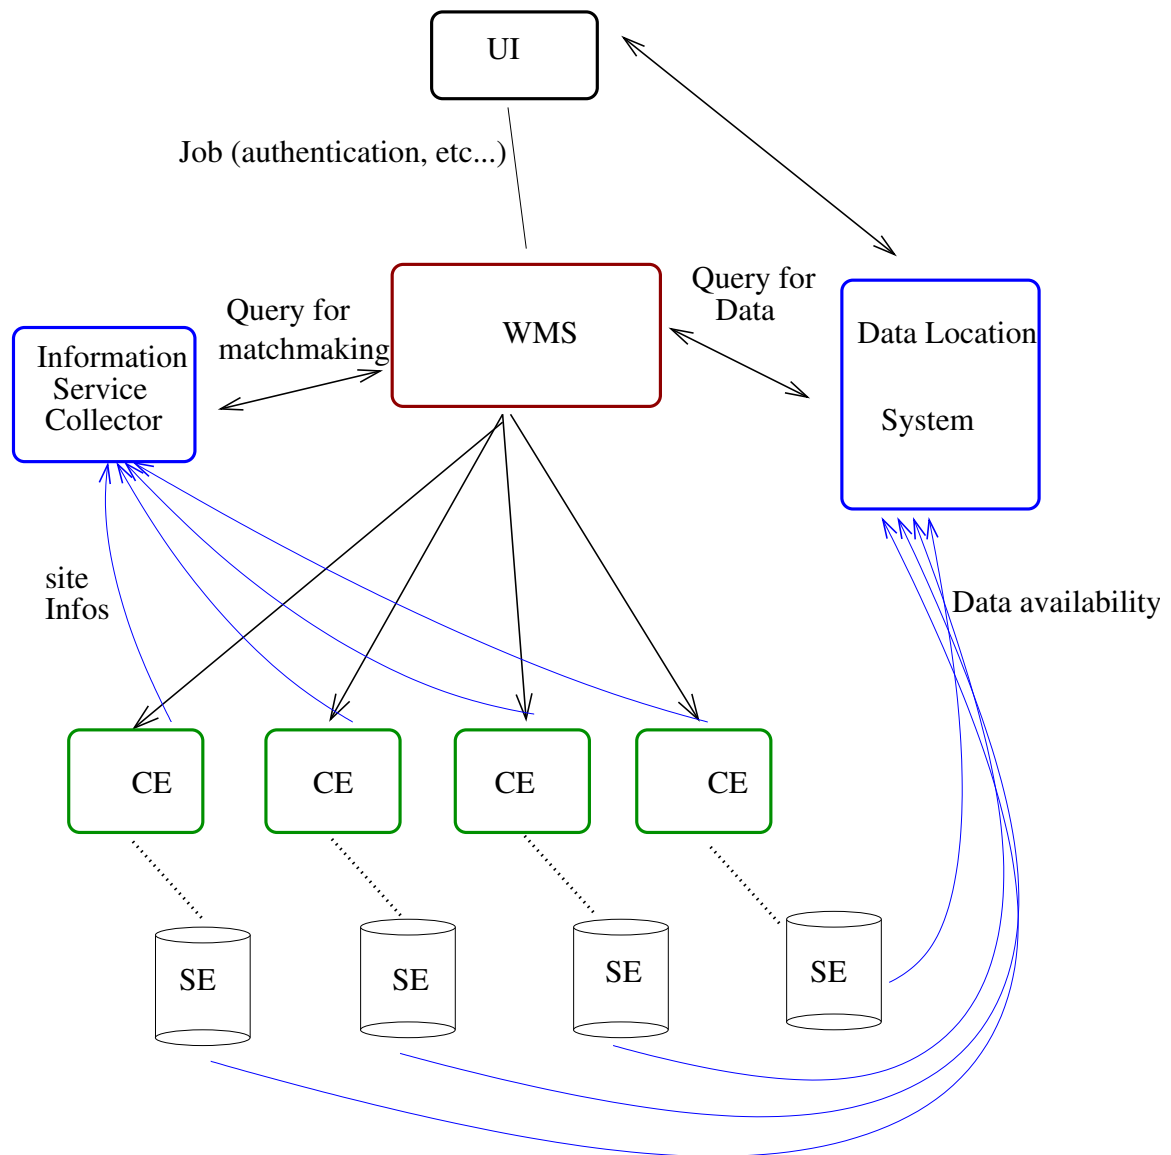 UI
Job (authentication, etc...)
Query for
Data
Query for
matchmaking
WMS
Data Location
System
Information
Service
Collector
site
Infos
Data availability
CE
CE
CE
CE
SE
SE
SE
SE